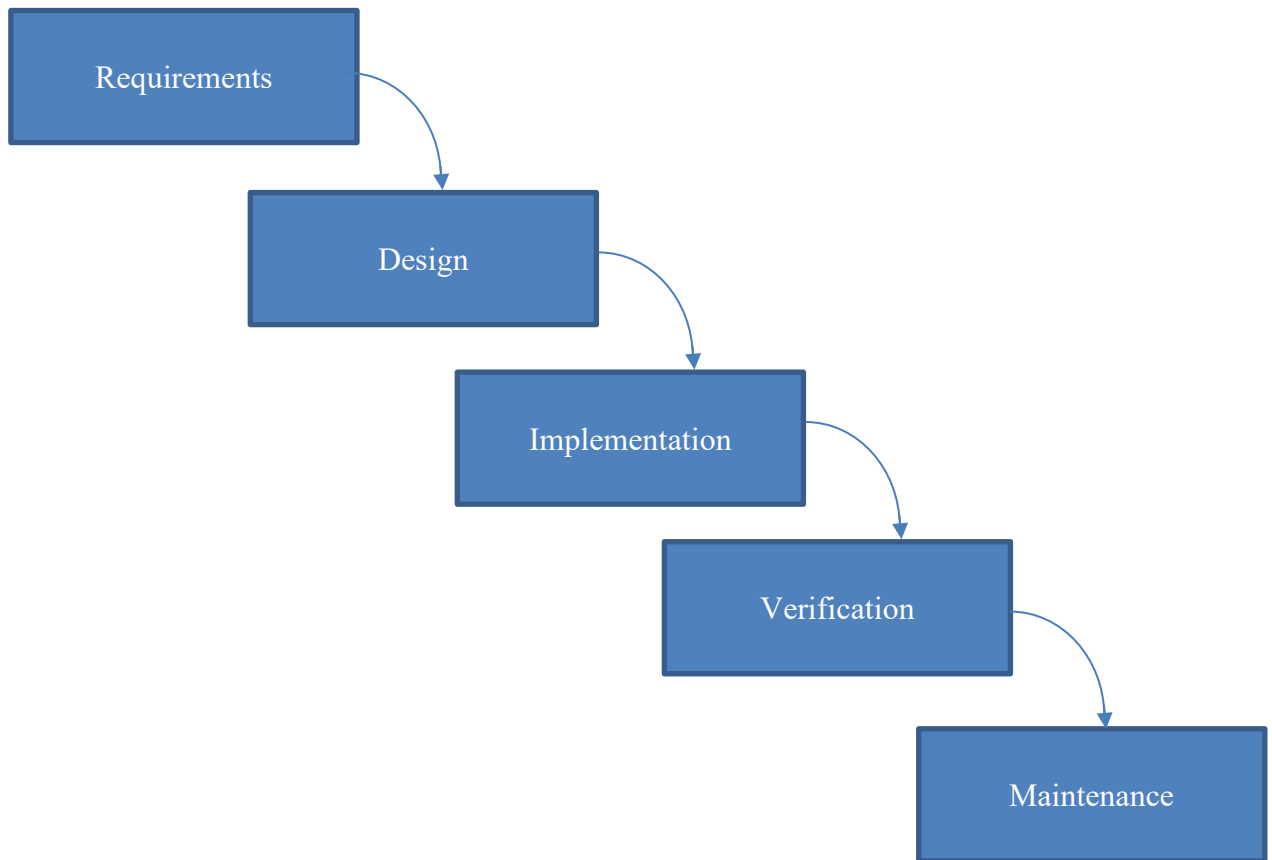 Requirements
Design
Implementation
Verification
Maintenance